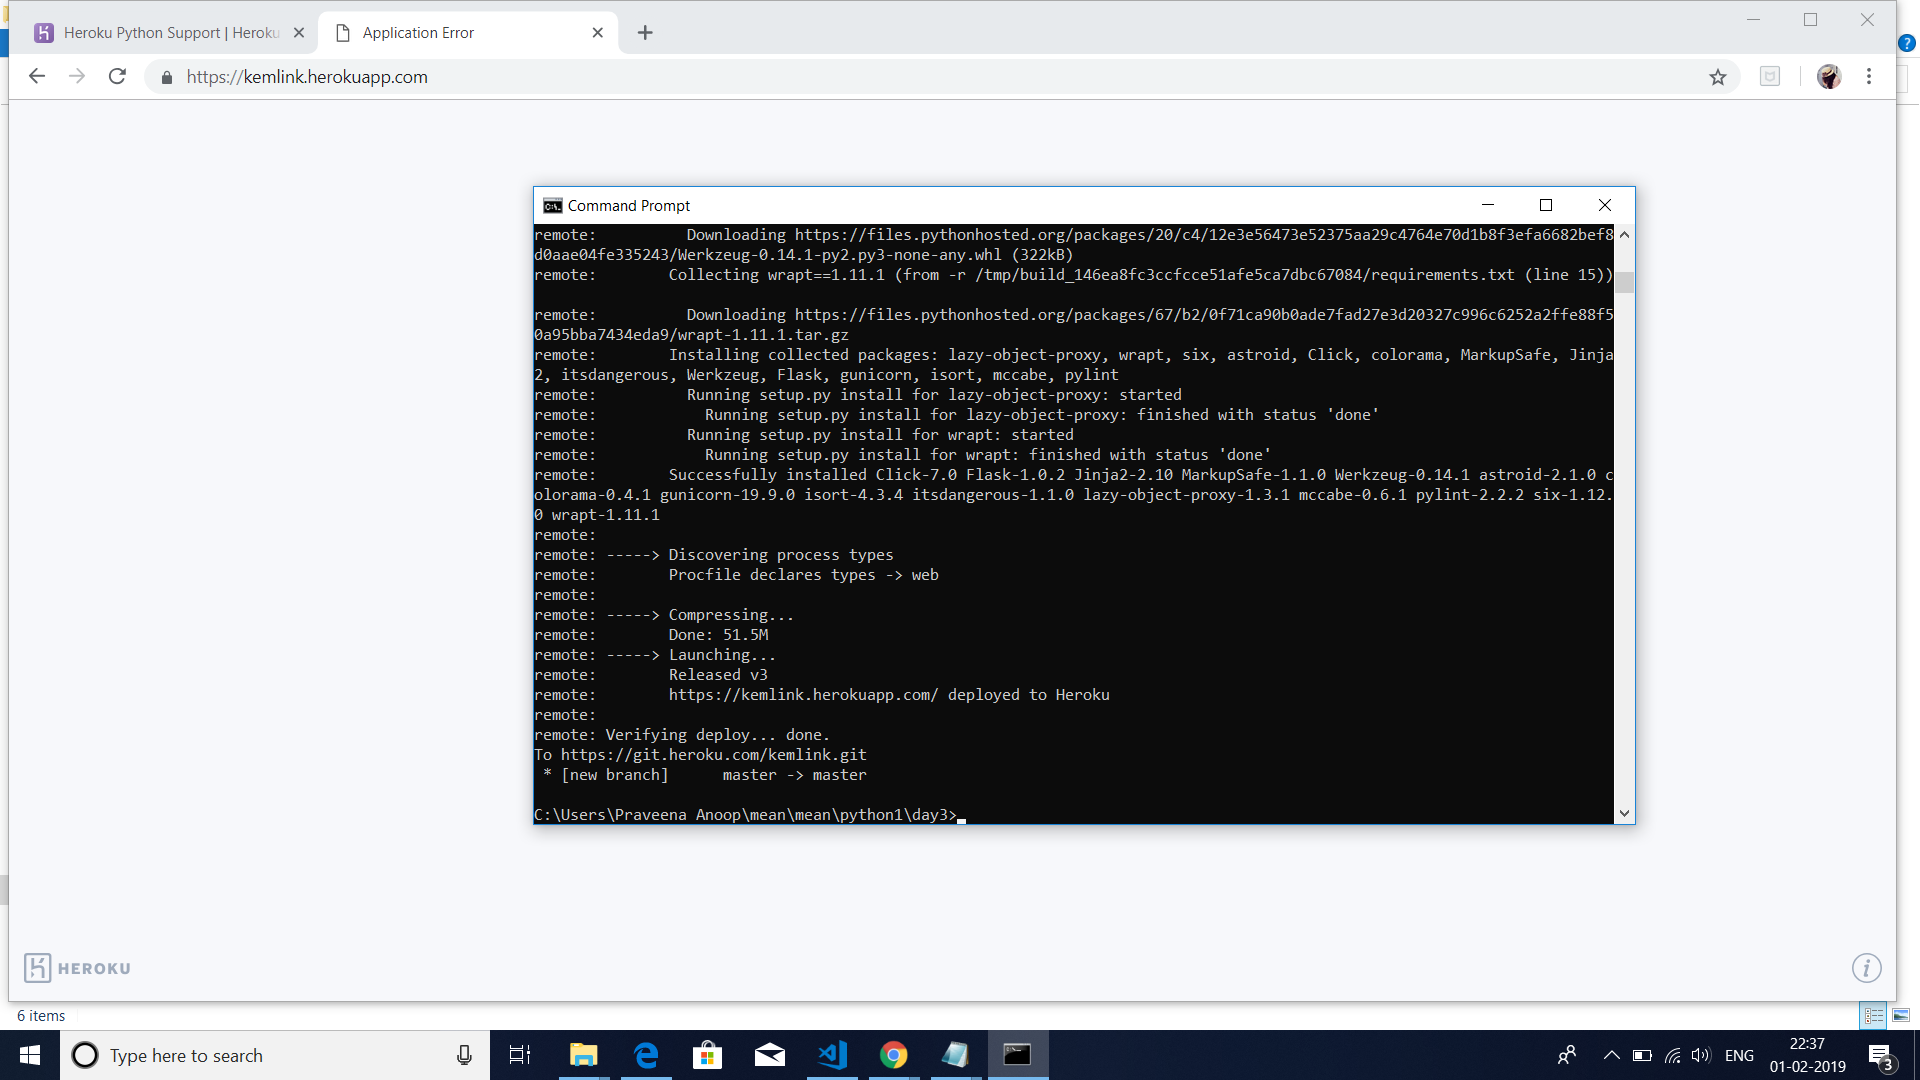 Heroku Python Support | Heroku
Application Error
https://kemlink.herokuapp.com
Command Prompt
remote:          Downloading https://files.pythonhosted.org/packages/20/c4/12e3e56473e52375aa29c4764e70d1b8f3efa6682bef8
d0aae04fe335243/Werkzeug-0.14.1-py2.py3-none-any.whl (322kB)
remote:        Collecting wrapt==1.11.1 (from -r /tmp/build_146ea8fc3ccfcce51afe5ca7dbc67084/requirements.txt (line 15))
remote:          Downloading https://files.pythonhosted.org/packages/67/b2/0f71ca90b0ade7fad27e3d20327c996c6252a2ffe88f5
0a95bba7434eda9/wrapt-1.11.1.tar.gz
remote:        Installing collected packages: lazy-object-proxy, wrapt, six, astroid, Click, colorama, MarkupSafe, Jinja
2, itsdangerous, Werkzeug, Flask, gunicorn, isort, mccabe, pylint
remote:          Running setup.py install for lazy-object-proxy: started
remote:            Running setup.py install for lazy-object-proxy: finished with status 'done'
remote:          Running setup.py install for wrapt: started
remote:            Running setup.py install for wrapt: finished with status 'done'
remote:        Successfully installed Click-7.0 Flask-1.0.2 Jinja2-2.10 MarkupSafe-1.1.0 Werkzeug-0.14.1 astroid-2.1.0 c
olorama-0.4.1 gunicorn-19.9.0 isort-4.3.4 itsdangerous-1.1.0 lazy-object-proxy-1.3.1 mccabe-0.6.1 pylint-2.2.2 six-1.12.
0 wrapt-1.11.1
remote:
remote: -----> Discovering process types
remote:        Procfile declares types -> web
remote:
remote: -----> Compressing...
remote:        Done: 51.5M
remote: -----> Launching...
remote:        Released v3
remote:        https://kemlink.herokuapp.com/ deployed to Heroku
remote:
remote: Verifying deploy... done.
To https://git.heroku.com/kemlink.git
 * [new branch]      master -> master
C:\Users\Praveena Anoop\mean\mean\python1\day3>
HEROKU
6 items
Type here to search
ENG
22:37
01-02-2019
3